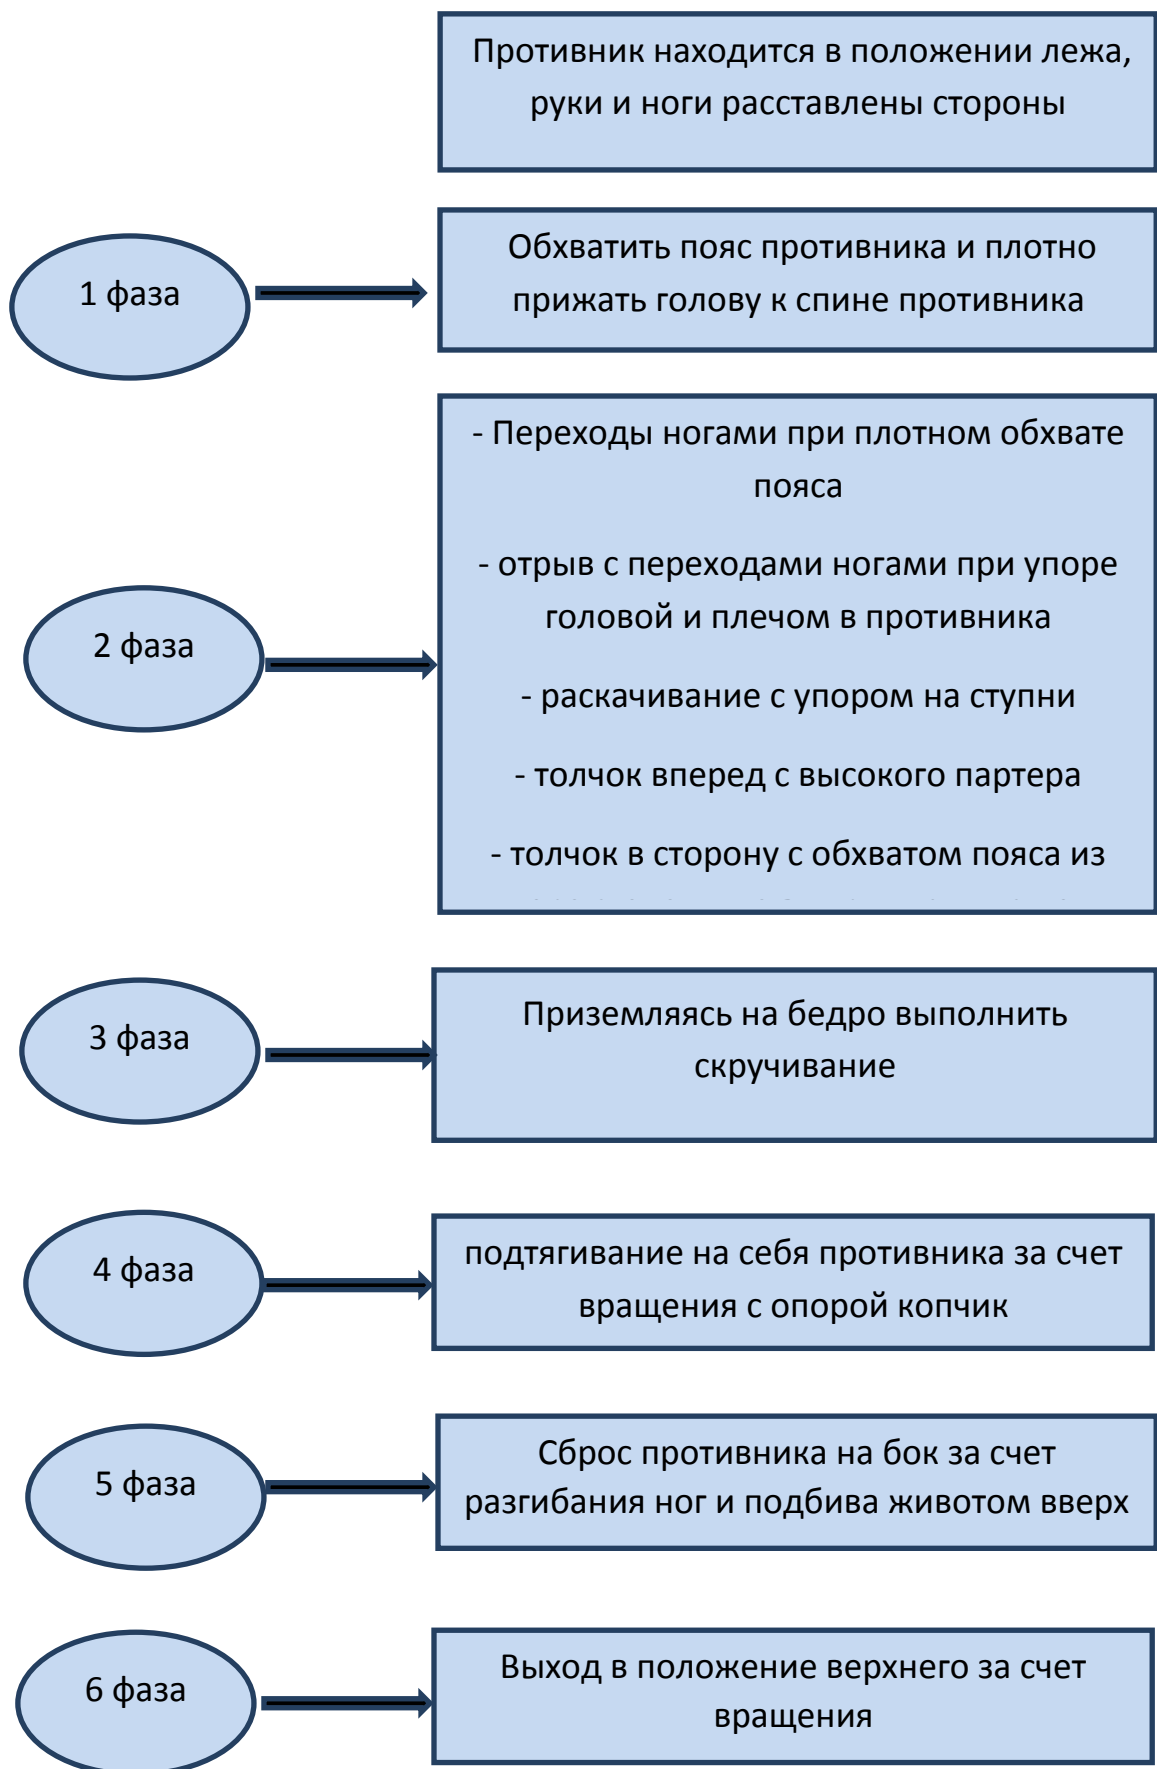 Противник находится в положении лежа,
руки и ноги расставлены стороны
1 фаза
Обхватить пояс противника и плотно
прижать голову к спине противника
2 фаза
- Переходы ногами при плотном обхвате
пояса
- отрыв с переходами ногами при упоре
головой и плечом в противника
- раскачивание с упором на ступни
- толчок вперед с высокого партера
- толчок в сторону с обхватом пояса из
3 фаза
Приземляясь на бедро выполнить
скручивание
4 фаза
подтягивание на себя противника за счет
вращения с опорой копчик
5 фаза
Сброс противника на бок за счет
разгибания ног и подбива животом вверх
6 фаза
Выход в положение верхнего за счет
вращения